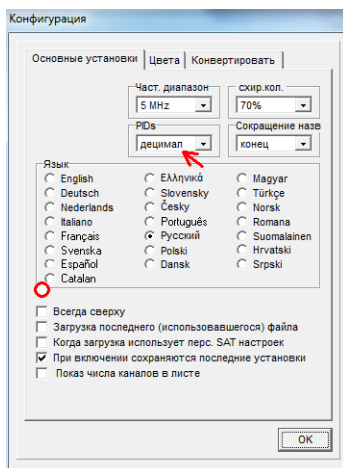 Конфигурация
Основные установки Цвета Конвертировать
Част. диапазон схир.кол.
5 MHz 70%
PIDs Сокращение назв
децимал конец
Язык
English Ελληνικά Magyar
Deutsch Slovensky Türkçe
Nederlands Česky Norsk
Italiano Português Romana
Français Русский Suomalainen
Svenska Polski Hrvatski
Español Dansk Srpski
Catalan
Всегда сверху
Загрузка последнего (использовавшегося) файла
Когда загрузка использует перс. SAT настроек
При включении сохраняются последние установки
Показ числа каналов в листе
OK